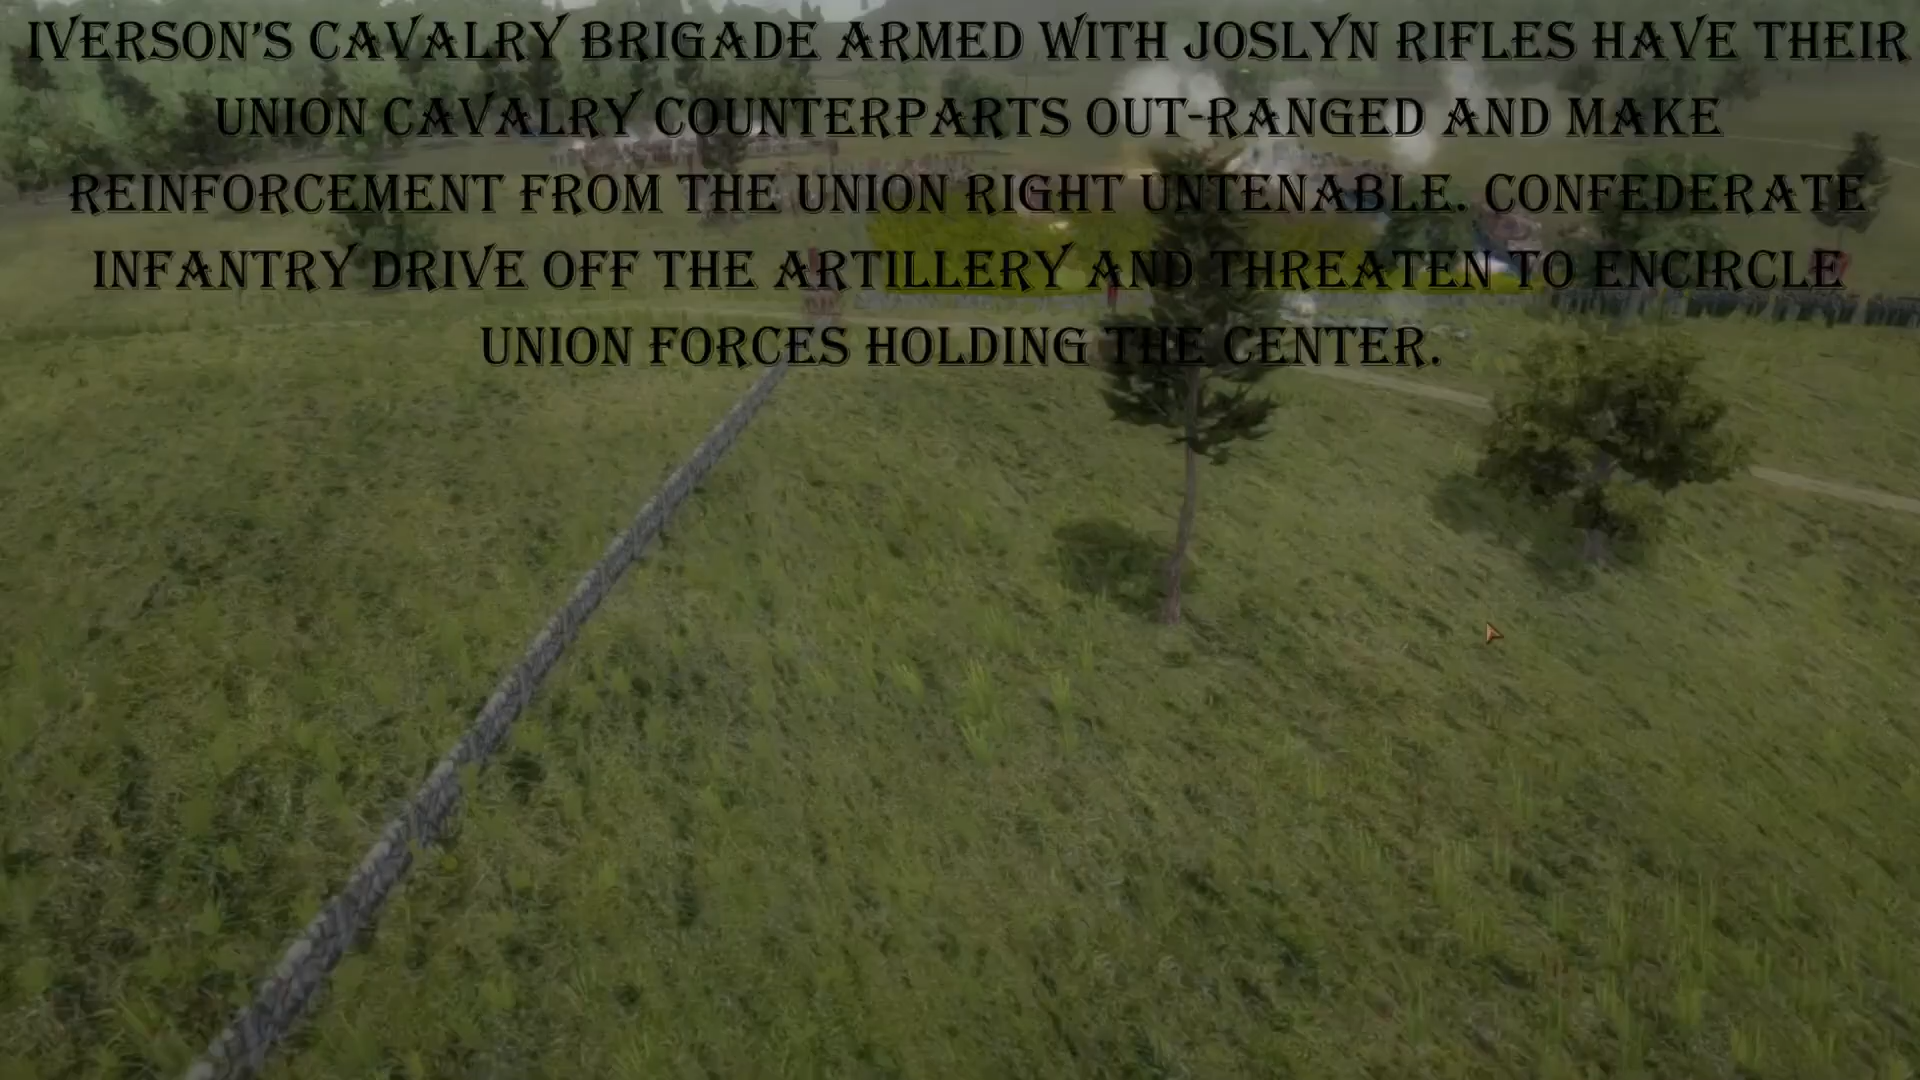 IVERSON'S CAVALRY BRIGADE ARMED WITH JOSLYN RIFLES HAVE THEIR
UNION CAVALRY COUNTERPARTS OUT-RANGED AND MAKE
REINFORCEMENT FROM THE UNION RIGHT UNTENABLE. CONFEDERATE
INFANTRY DRIVE OFF THE ARTILLERY AND THREATEN TO ENCIRCLE
UNION FORCES HOLDING THE CENTER.